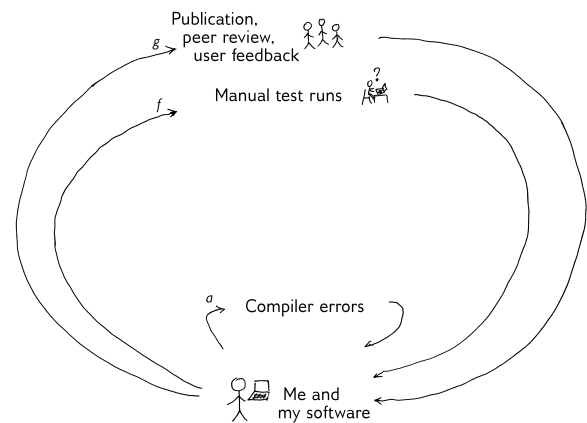 Publication,
peer review,
user feedback
g
f
Manual test runs
?
a
Compiler errors
Me and
my software